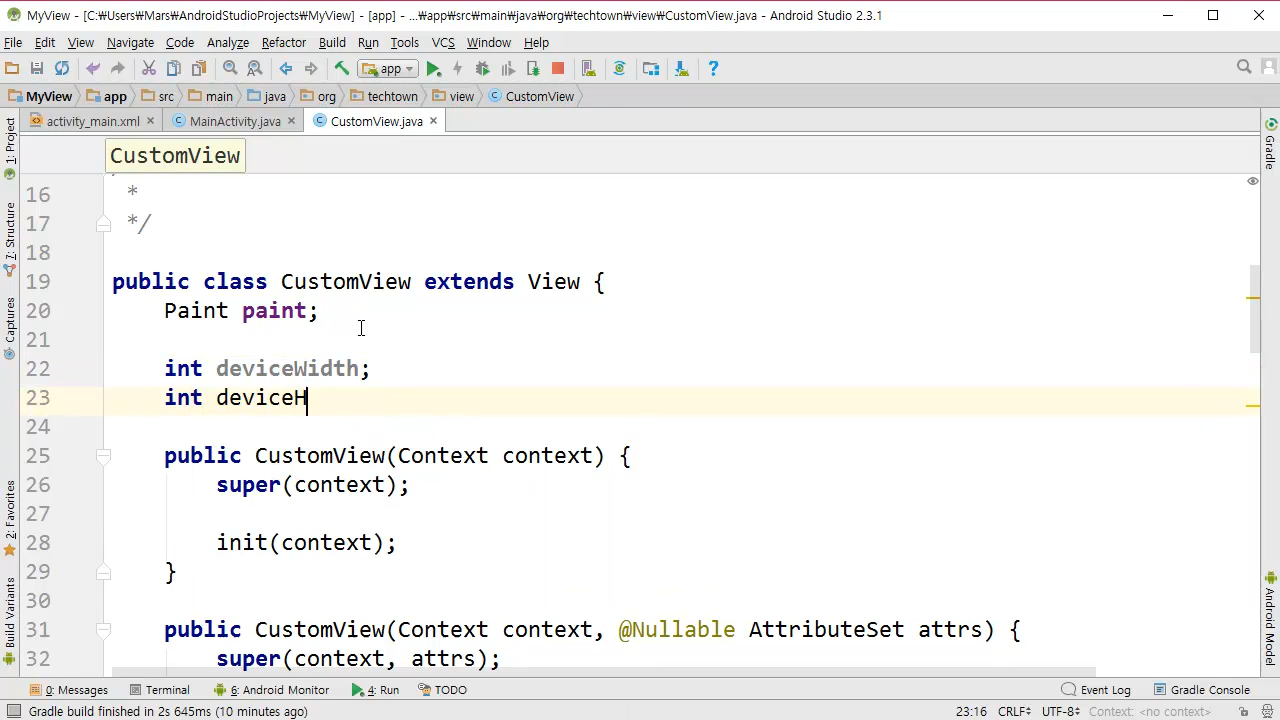 MyView - [C:₩Users₩Mars₩AndroidStudioProjects₩MyView] - [app] - ...₩app₩src₩main₩java₩org₩techtown₩view₩CustomView.java - Android Studio 2.3.1
File Edit View Navigate Code Analyze Refactor Build Run Tools VCS Window Help
app
MyView app src main java org techtown view CustomView
activity_main.xml MainActivity.java CustomView.java
CustomView
16 *
17 */
18
19 public class CustomView extends View {
20 Paint paint;
21
22 int deviceWidth;
23 int deviceH
24
25 public CustomView(Context context) {
26 super(context);
27
28 init(context);
29 }
30
31 public CustomView(Context context, @Nullable AttributeSet attrs) {
32 super(context, attrs);
1: Project
7: Structure
Captures
2: Favorites
Build Variants
Gradle
Android Model
0: Messages Terminal 6: Android Monitor 4: Run TODO Event Log Gradle Console
Gradle build finished in 2s 645ms (10 minutes ago) 23:16 CRLF÷ UTF-8÷ Context: <no context>